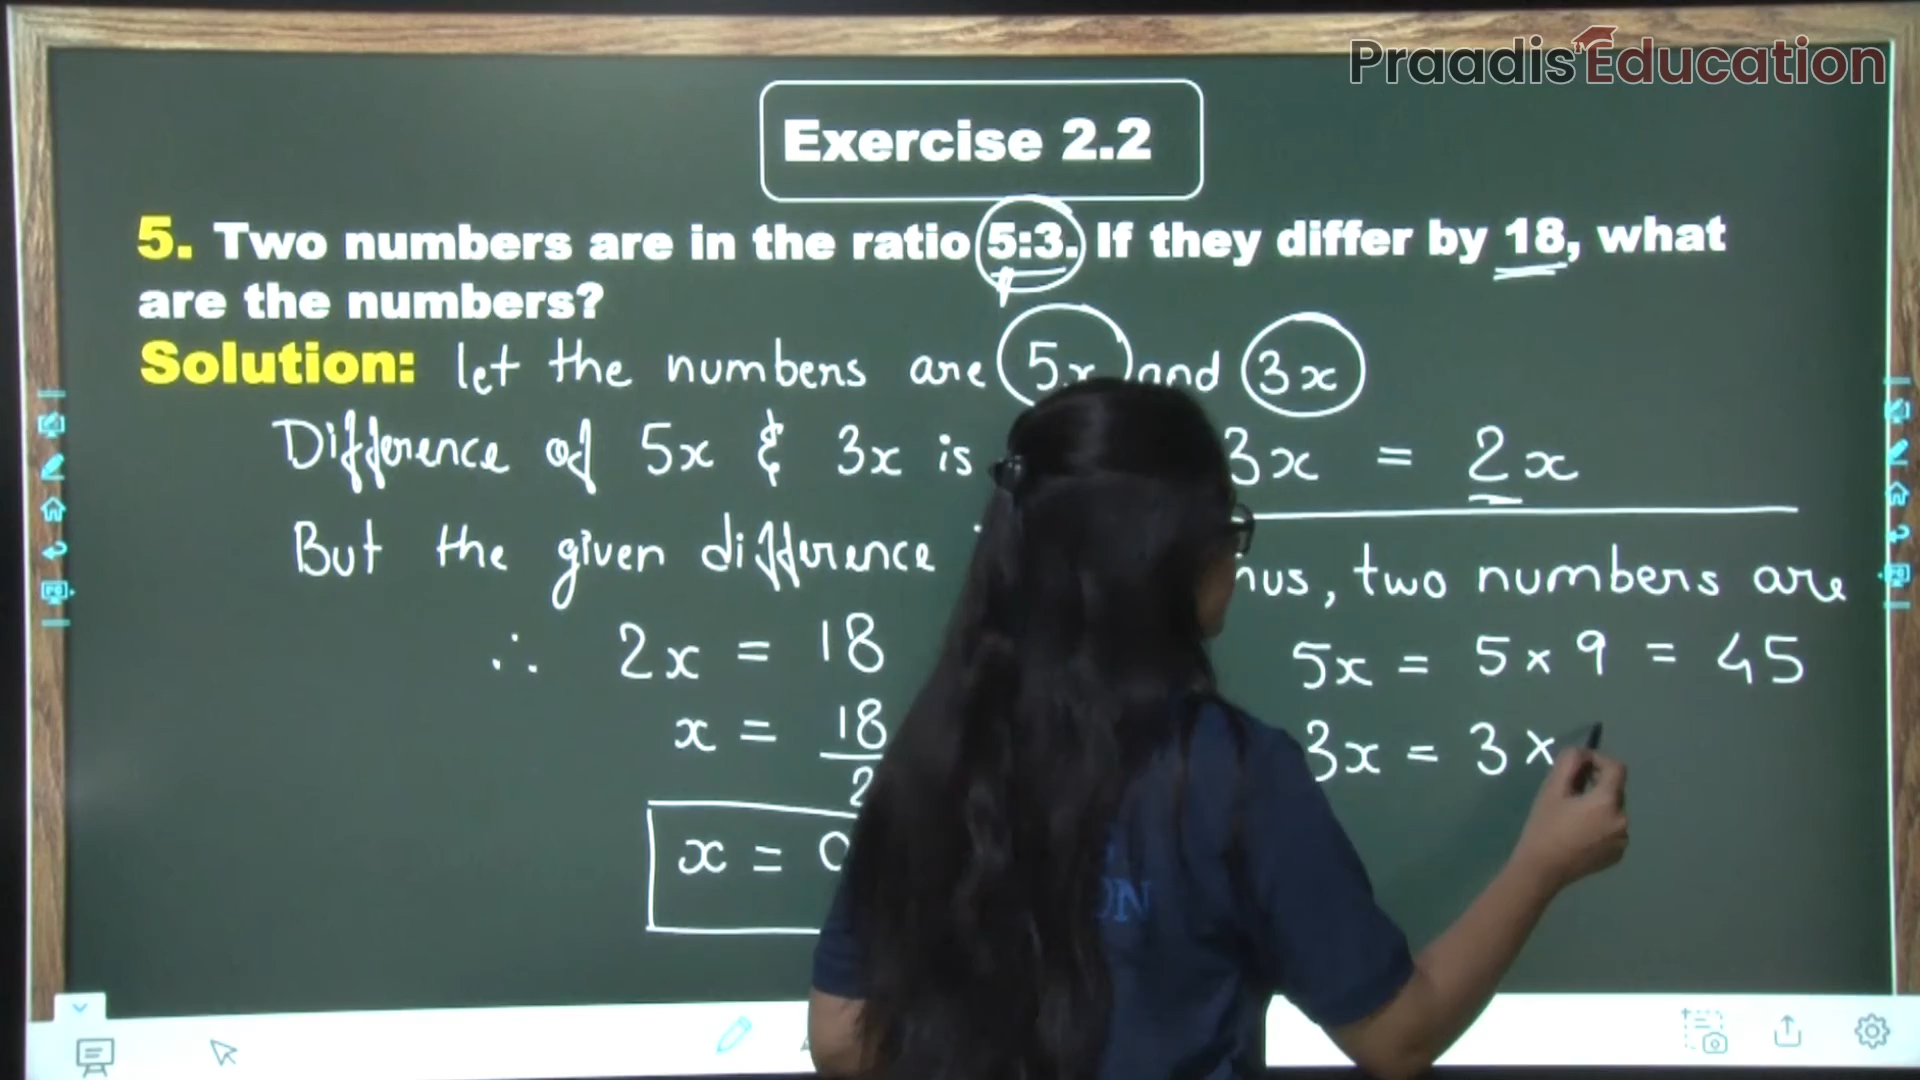 Praadis Education
Exercise 2.2
5. Two numbers are in the ratio 5:3. If they differ by 18, what
are the numbers?
Solution: let the numbers are 5x and 3x
Difference of 5x & 3x is 3x = 2x
But the given difference
two numbers are
∴ 2x = 18
5x = 5 × 9 = 45
x = 18/2
3x = 3 ×
x =